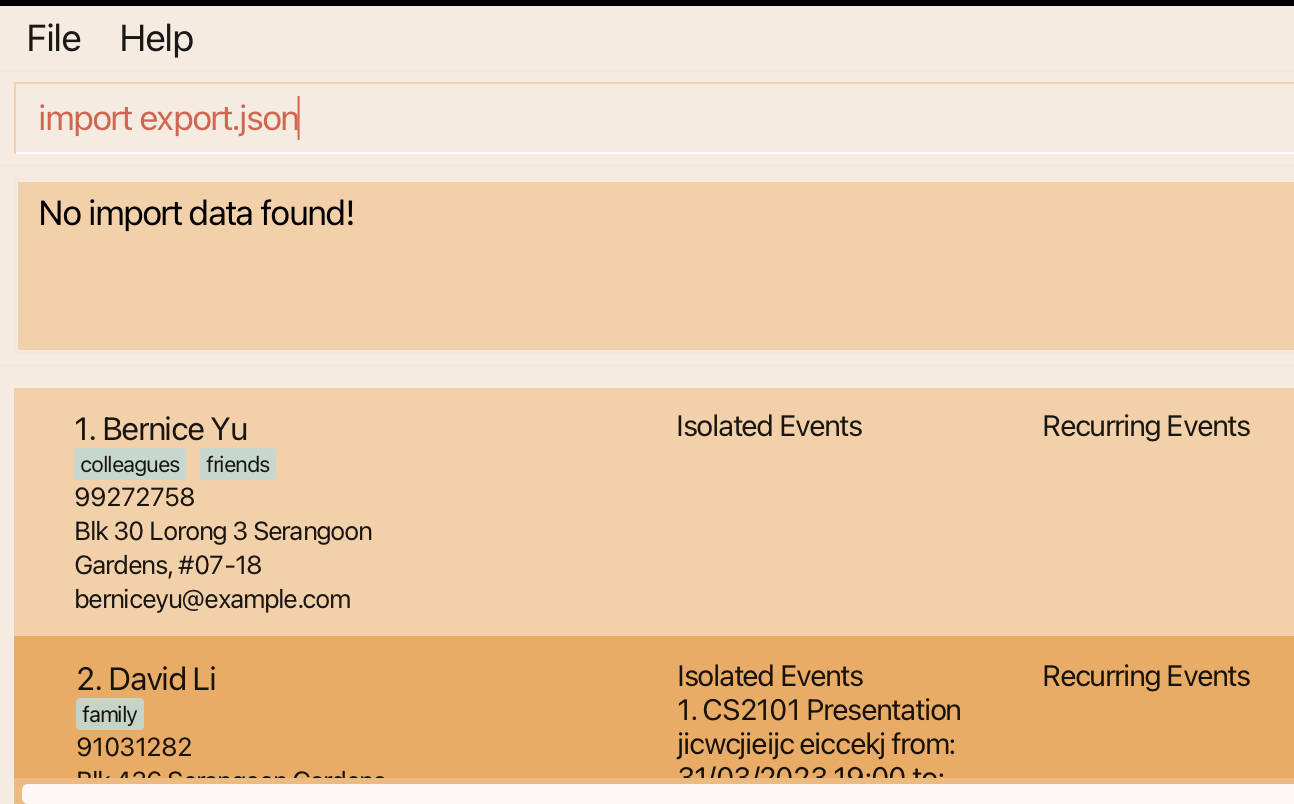 File Help
import export.json
No import data found!
1. Bernice Yu
colleagues friends
99272758
Blk 30 Lorong 3 Serangoon
Gardens, #07-18
berniceyu@example.com
Isolated Events
Recurring Events
2. David Li
family
91031282
Blk 436 Serangoon Gardens
Isolated Events
1. CS2101 Presentation
jicwcjieijc eiccekj from:
31/03/2023 19:00 to:
Recurring Events